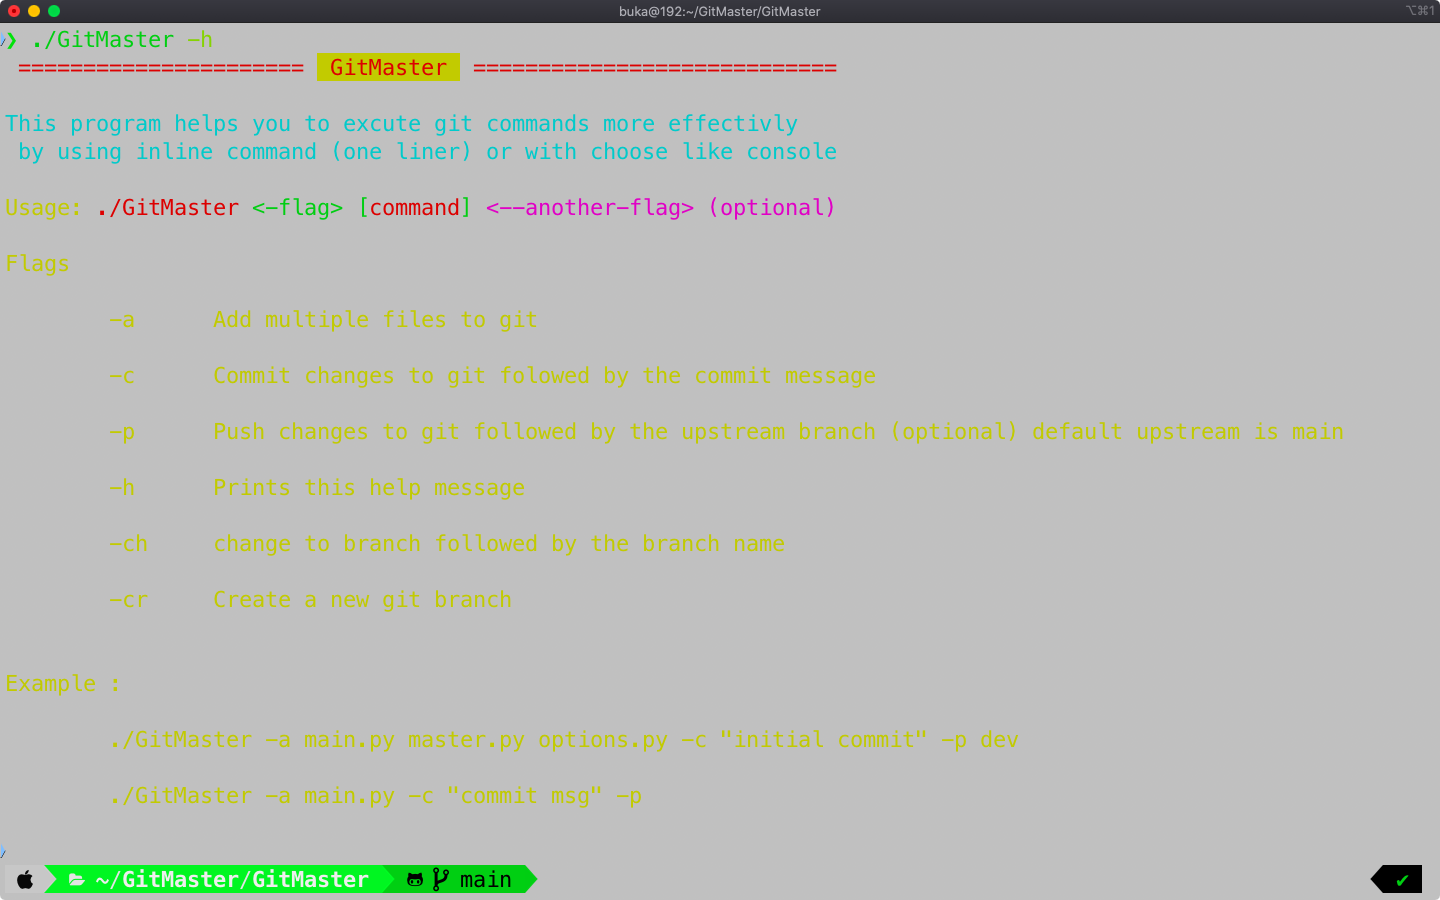 buka@192:~/GitMaster/GitMaster ⌥⌘1
❯ ./GitMaster -h
====================== GitMaster ============================
This program helps you to excute git commands more effectivly
by using inline command (one liner) or with choose like console
Usage: ./GitMaster <-flag> [command] <--another-flag> (optional)
Flags
-a Add multiple files to git
-c Commit changes to git folowed by the commit message
-p Push changes to git followed by the upstream branch (optional) default upstream is main
-h Prints this help message
-ch change to branch followed by the branch name
-cr Create a new git branch
Example :
./GitMaster -a main.py master.py options.py -c "initial commit" -p dev
./GitMaster -a main.py -c "commit msg" -p
~/GitMaster/GitMaster main ✔